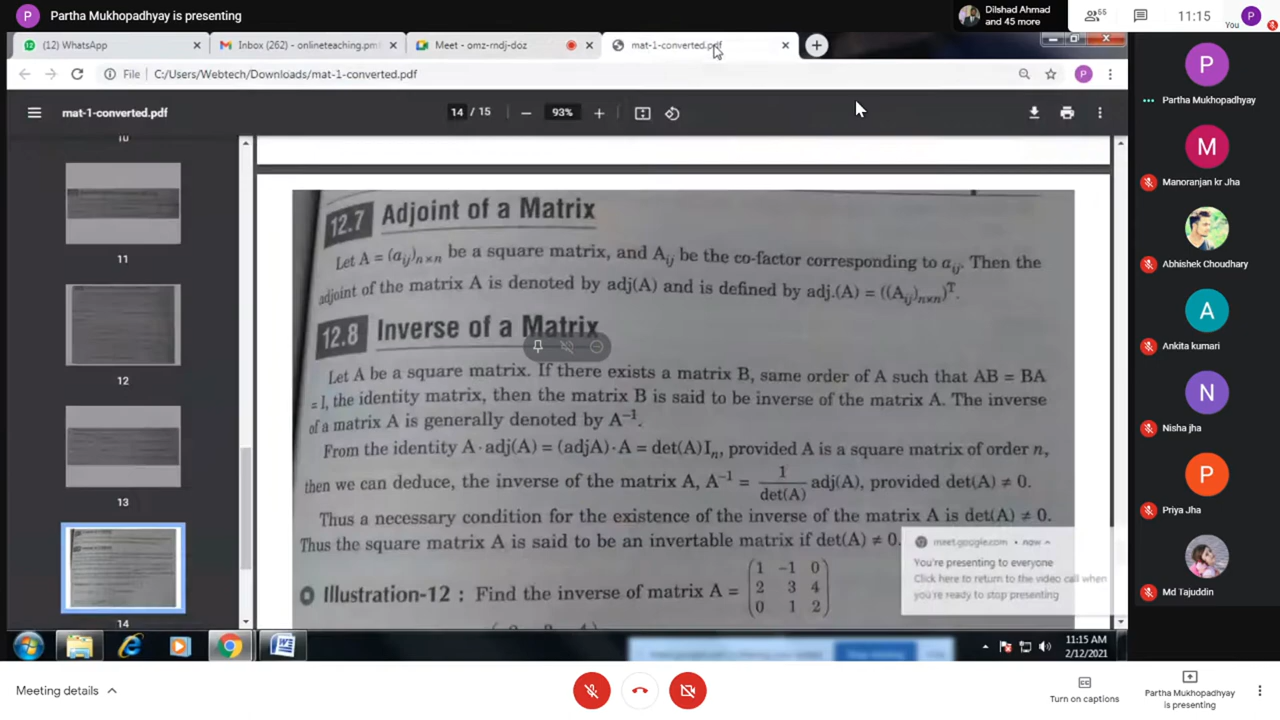 P Partha Mukhopadhyay is presenting
Dilshad Ahmad
and 45 more
55
11:15
You
P
(12) WhatsApp
Inbox (262) - onlineteaching.pm
Meet - omz-rndj-doz
mat-1-converted.pdf
File C:/Users/Webtech/Downloads/mat-1-converted.pdf
P
mat-1-converted.pdf
14 / 15
93%
10
11
12
13
14
12.7 Adjoint of a Matrix
Let A = (aij)n×n be a square matrix, and Aij be the co-factor corresponding to aij. Then the
adjoint of the matrix A is denoted by adj(A) and is defined by adj.(A) = ((Aij)n×n)ᵀ.
12.8 Inverse of a Matrix
Let A be a square matrix. If there exists a matrix B, same order of A such that AB = BA
= I, the identity matrix, then the matrix B is said to be inverse of the matrix A. The inverse
of a matrix A is generally denoted by A⁻¹.
From the identity A · adj(A) = (adjA) · A = det(A)Iₙ, provided A is a square matrix of order n,
then we can deduce, the inverse of the matrix A, A⁻¹ = 1/det(A) adj(A), provided det(A) ≠ 0.
Thus a necessary condition for the existence of the inverse of the matrix A is det(A) ≠ 0.
Thus the square matrix A is said to be an invertable matrix if det(A) ≠ 0.
Illustration-12 : Find the inverse of matrix A =
1 -1 0
2 3 4
0 1 2
meet.google.com • now
You're presenting to everyone
Click here to return to the video call when
you're ready to stop presenting
Stop sharing
11:15 AM
2/12/2021
P
Partha Mukhopadhyay
M
Manoranjan kr Jha
Abhishek Choudhary
A
Ankita kumari
N
Nisha jha
P
Priya Jha
Md Tajuddin
Meeting details
Turn on captions
Partha Mukhopadhyay
is presenting